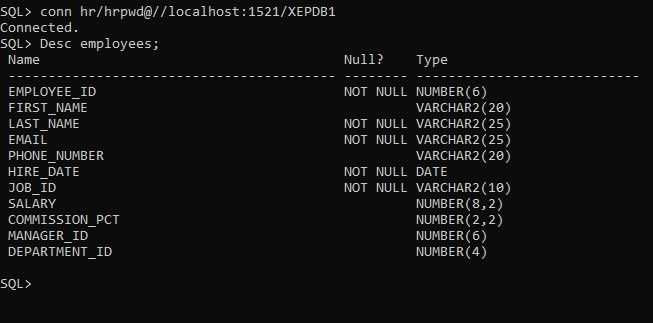 SQL> conn hr/hrpwd@//localhost:1521/XEPDB1
Connected.
SQL> Desc employees;
 Name                                      Null?    Type
 ----------------------------------------- -------- ----------------------------
 EMPLOYEE_ID                               NOT NULL NUMBER(6)
 FIRST_NAME                                         VARCHAR2(20)
 LAST_NAME                                 NOT NULL VARCHAR2(25)
 EMAIL                                     NOT NULL VARCHAR2(25)
 PHONE_NUMBER                                       VARCHAR2(20)
 HIRE_DATE                                 NOT NULL DATE
 JOB_ID                                    NOT NULL VARCHAR2(10)
 SALARY                                             NUMBER(8,2)
 COMMISSION_PCT                                     NUMBER(2,2)
 MANAGER_ID                                         NUMBER(6)
 DEPARTMENT_ID                                      NUMBER(4)
SQL>